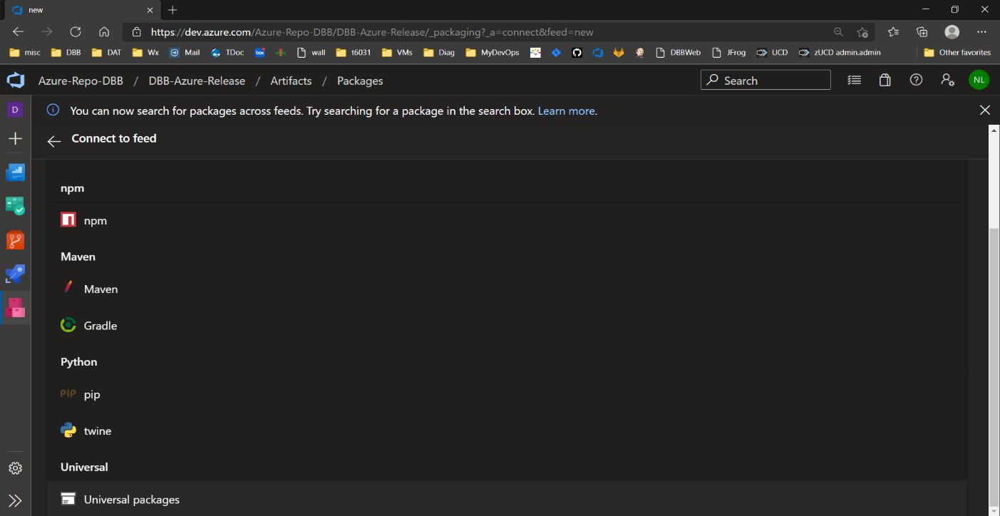 new
https://dev.azure.com/Azure-Repo-DBB/DBB-Azure-Release/_packaging?_a=connect&feed=new
misc DBB DAT Wx Mail TDoc box wall t6031 VMs Diag MyDevOps DBBWeb JFrog UCD zUCD admin.admin Other favorites
Azure-Repo-DBB / DBB-Azure-Release / Artifacts / Packages Search NL
D
You can now search for packages across feeds. Try searching for a package in the search box. Learn more.
Connect to feed
npm
npm
Maven
Maven
Gradle
Python
PIP pip
twine
Universal
Universal packages